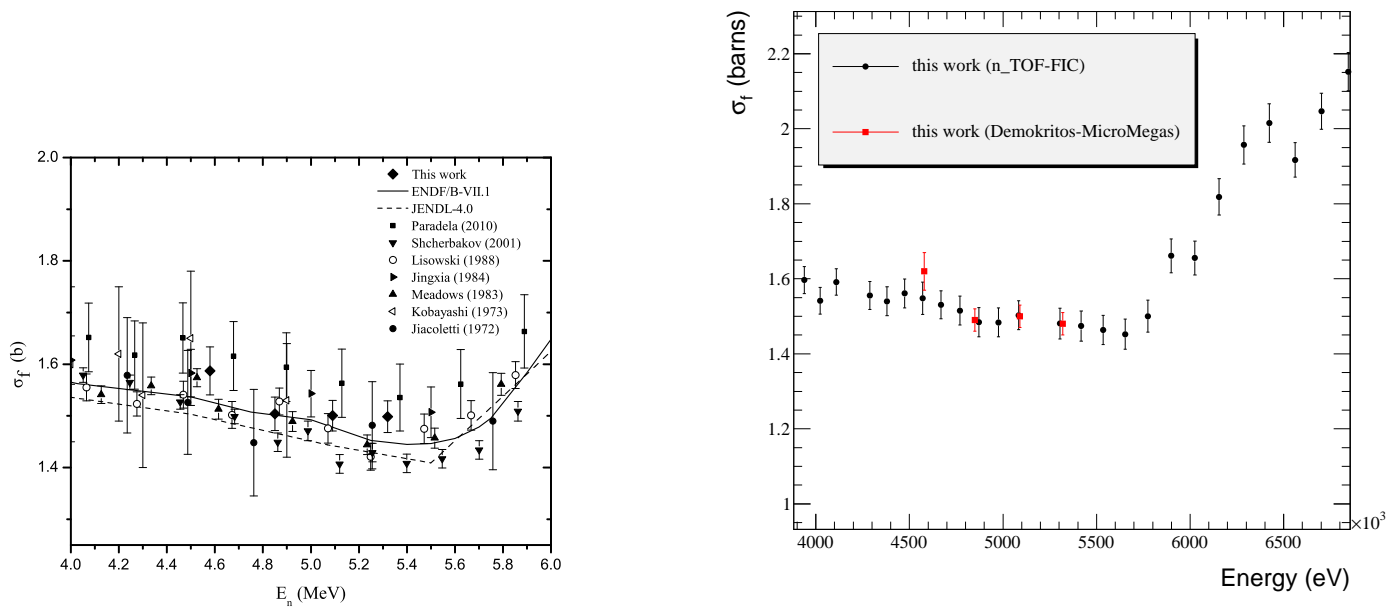 2.0
1.8
1.6
1.4
σf (b)
4.0 4.2 4.4 4.6 4.8 5.0 5.2 5.4 5.6 5.8 6.0
En (MeV)
This work
ENDF/B-VII.1
JENDL-4.0
Paradela (2010)
Shcherbakov (2001)
Lisowski (1988)
Jingxia (1984)
Meadows (1983)
Kobayashi (1973)
Jiacoletti (1972)
σf (barns)
2.2
2
1.8
1.6
1.4
1.2
1
this work (n_TOF-FIC)
this work (Demokritos-MicroMegas)
4000 4500 5000 5500 6000 6500
×10³
Energy (eV)